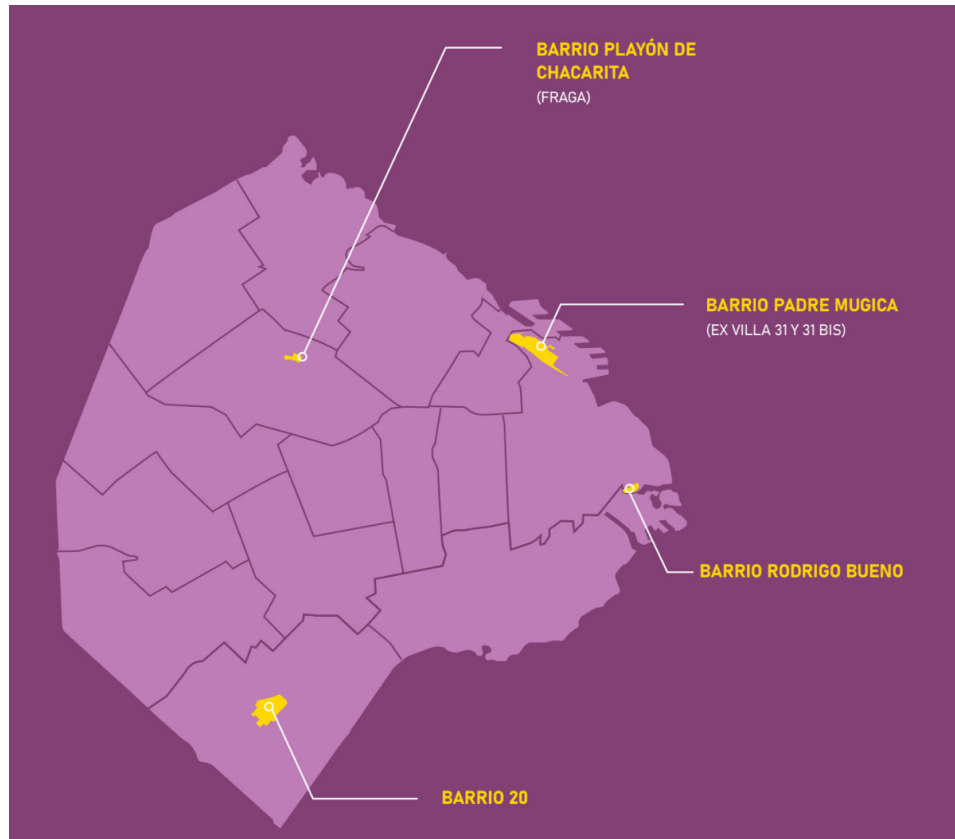 BARRIO PLAYÓN DE
CHACARITA
(FRAGA)
BARRIO PADRE MUGICA
(EX VILLA 31 Y 31 BIS)
BARRIO RODRIGO BUENO
BARRIO 20